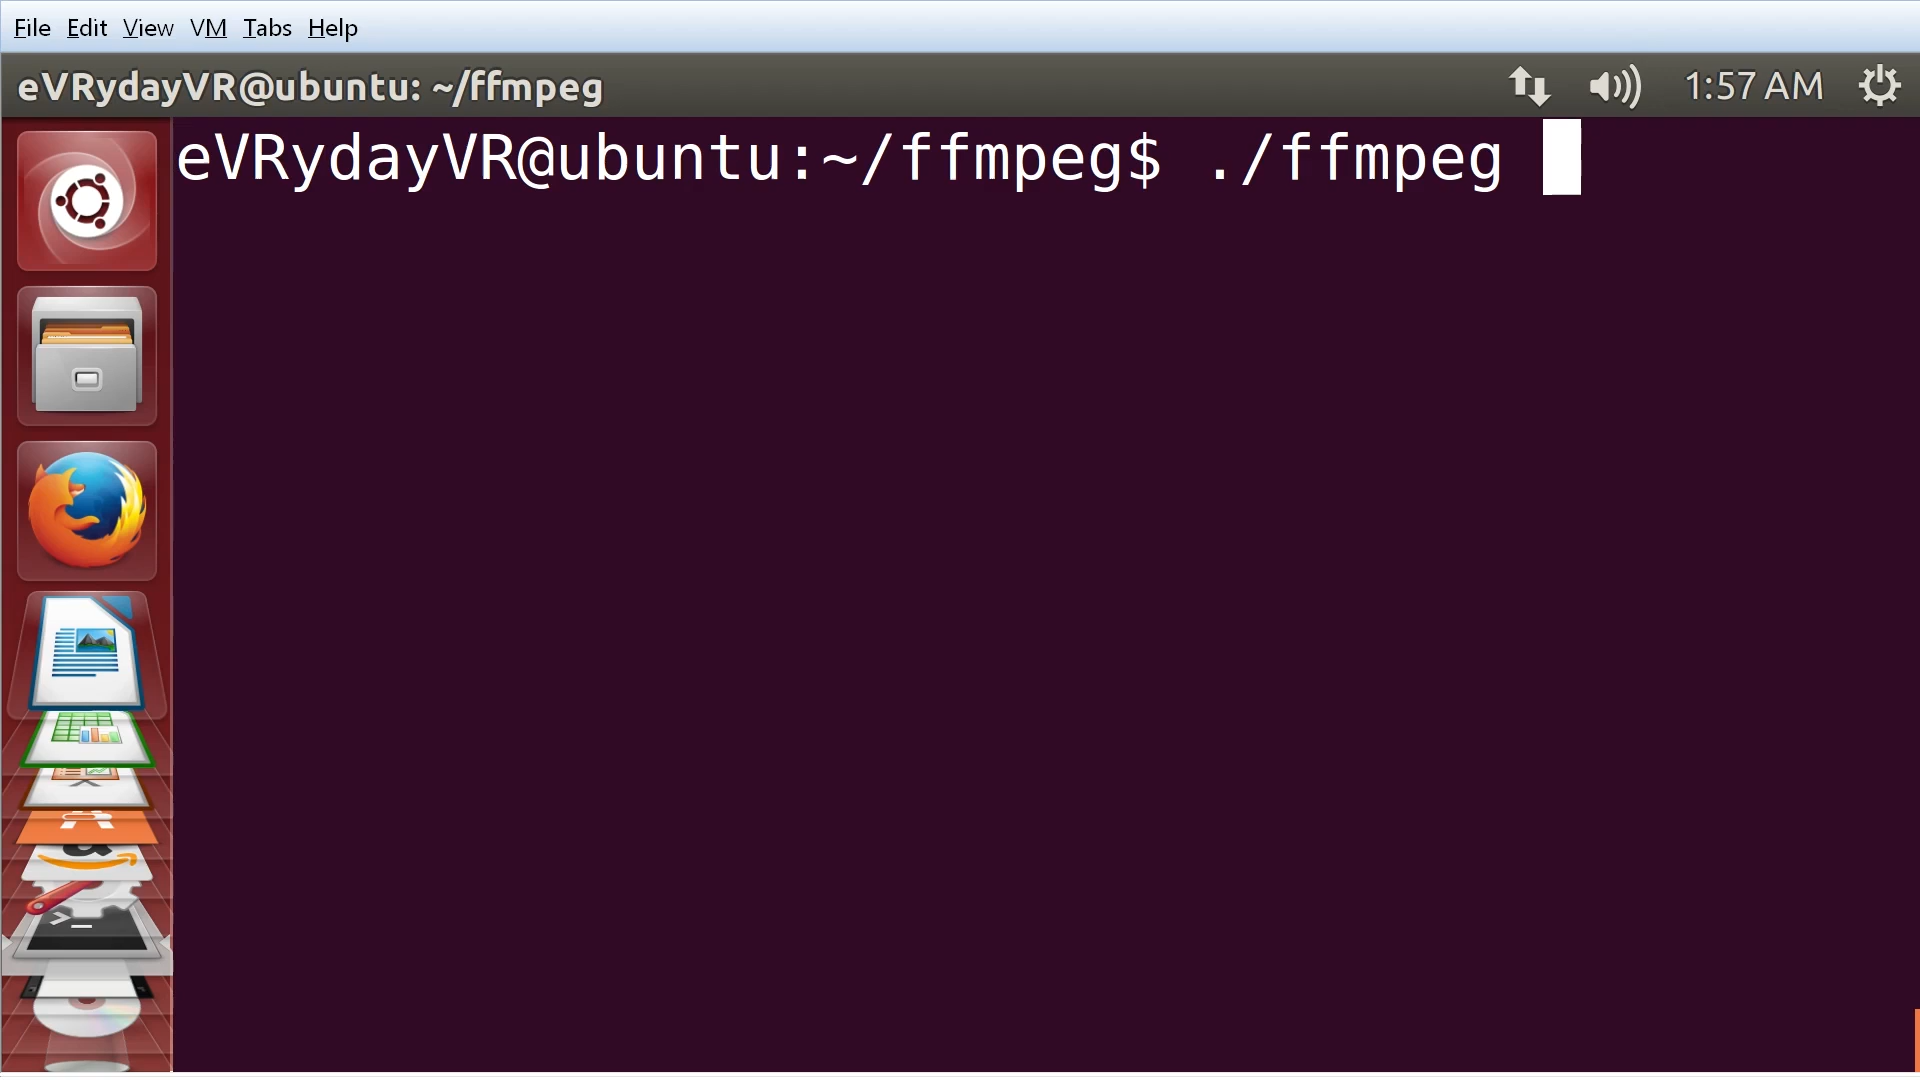 File Edit View VM Tabs Help
eVRydayVR@ubuntu: ~/ffmpeg 1:57 AM
eVRydayVR@ubuntu:~/ffmpeg$ ./ffmpeg